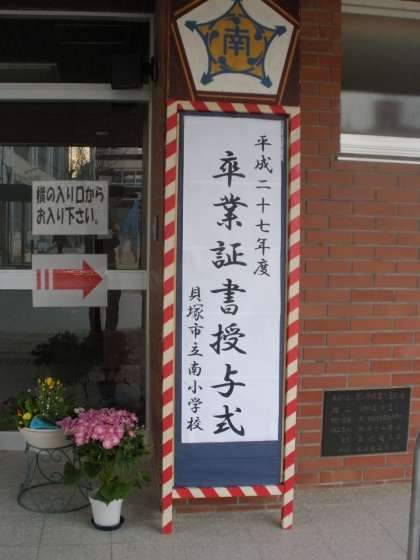 南
平成二十七年度
卒業証書授与式
貝塚市立南小学校
横の入り口から
お入り下さい。